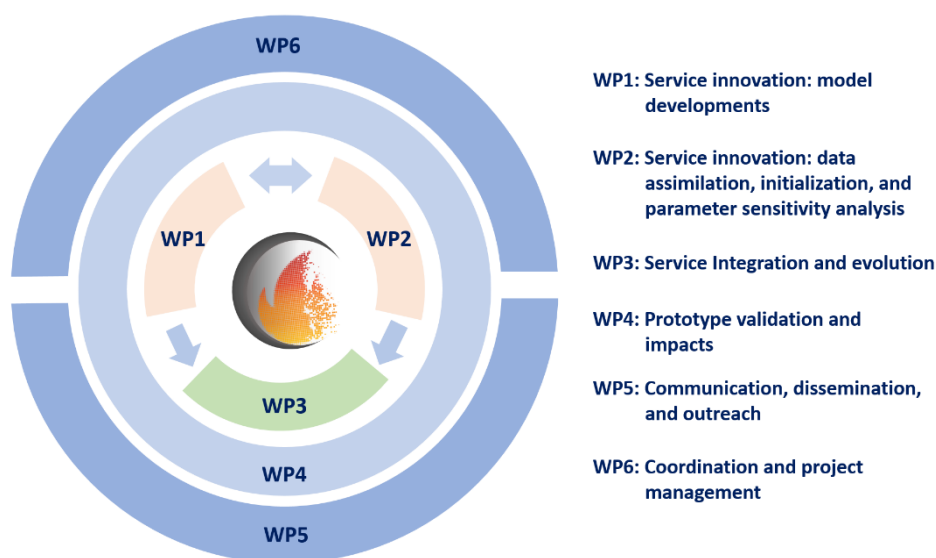 WP6
WP1
WP2
WP3
WP4
WP5
WP1: Service innovation: model
developments
WP2: Service innovation: data
assimilation, initialization, and
parameter sensitivity analysis
WP3: Service Integration and evolution
WP4: Prototype validation and
impacts
WP5: Communication, dissemination,
and outreach
WP6: Coordination and project
management